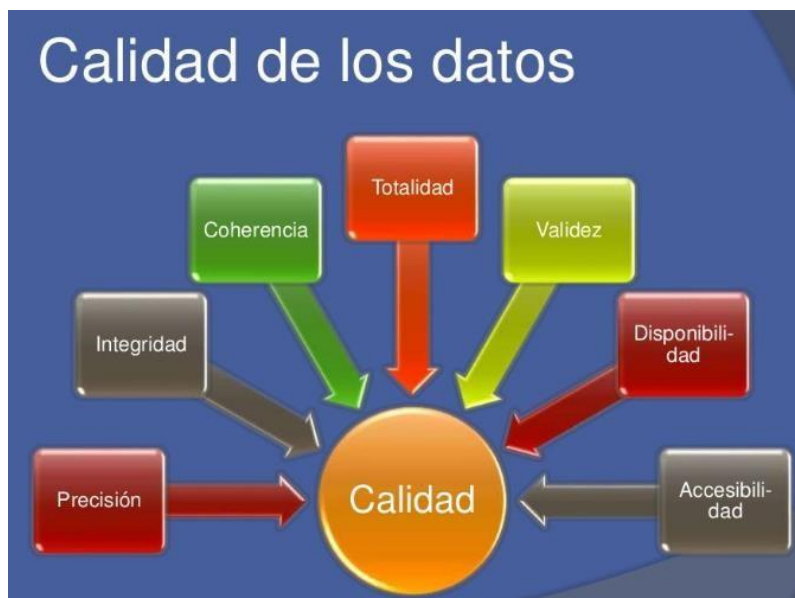 Calidad de los datos
Totalidad
Coherencia
Validez
Integridad
Disponibili-
dad
Precisión
Calidad
Accesibili-
dad